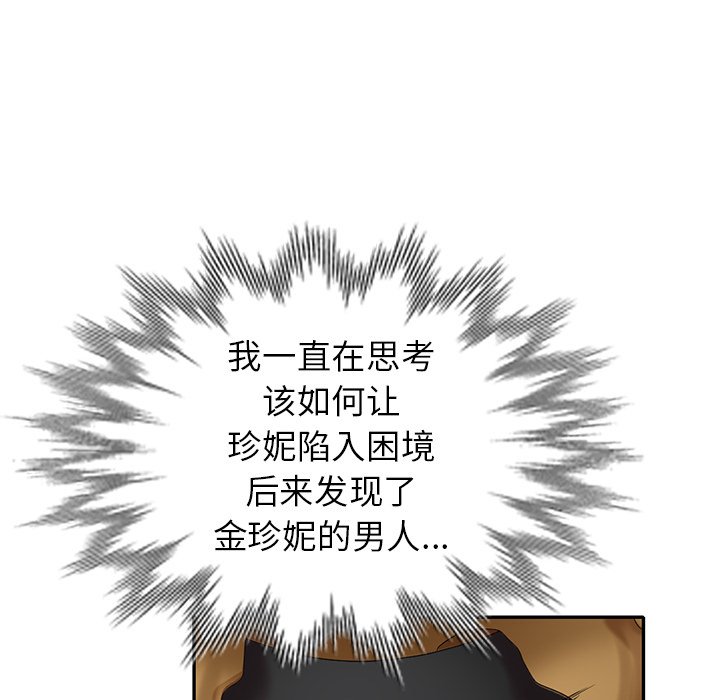 我一直在思考
该如何让
珍妮陷入困境
后来发现了
金珍妮的男人...